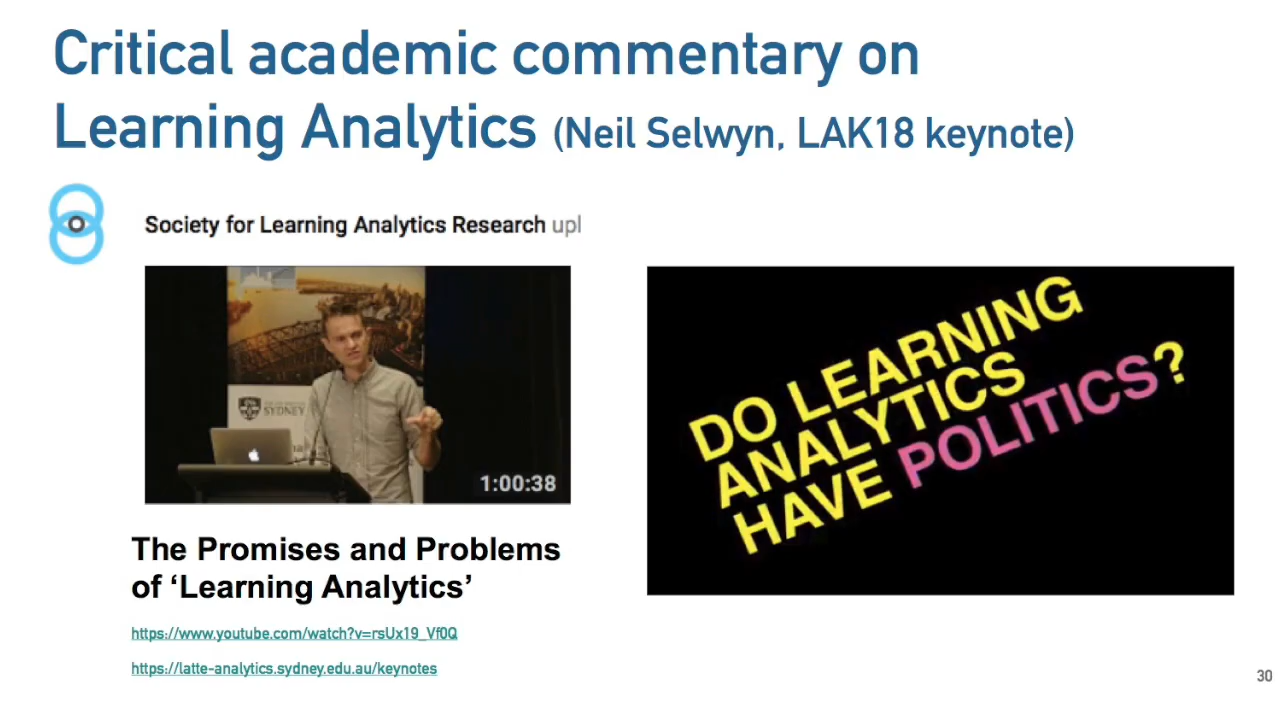 Critical academic commentary on
Learning Analytics (Neil Selwyn, LAK18 keynote)
Society for Learning Analytics Research upl
SYDNEY
1:00:38
DO LEARNING
ANALYTICS
HAVE POLITICS?
The Promises and Problems
of ‘Learning Analytics’
https://www.youtube.com/watch?v=rsUx19_Vf0Q
https://latte-analytics.sydney.edu.au/keynotes
30